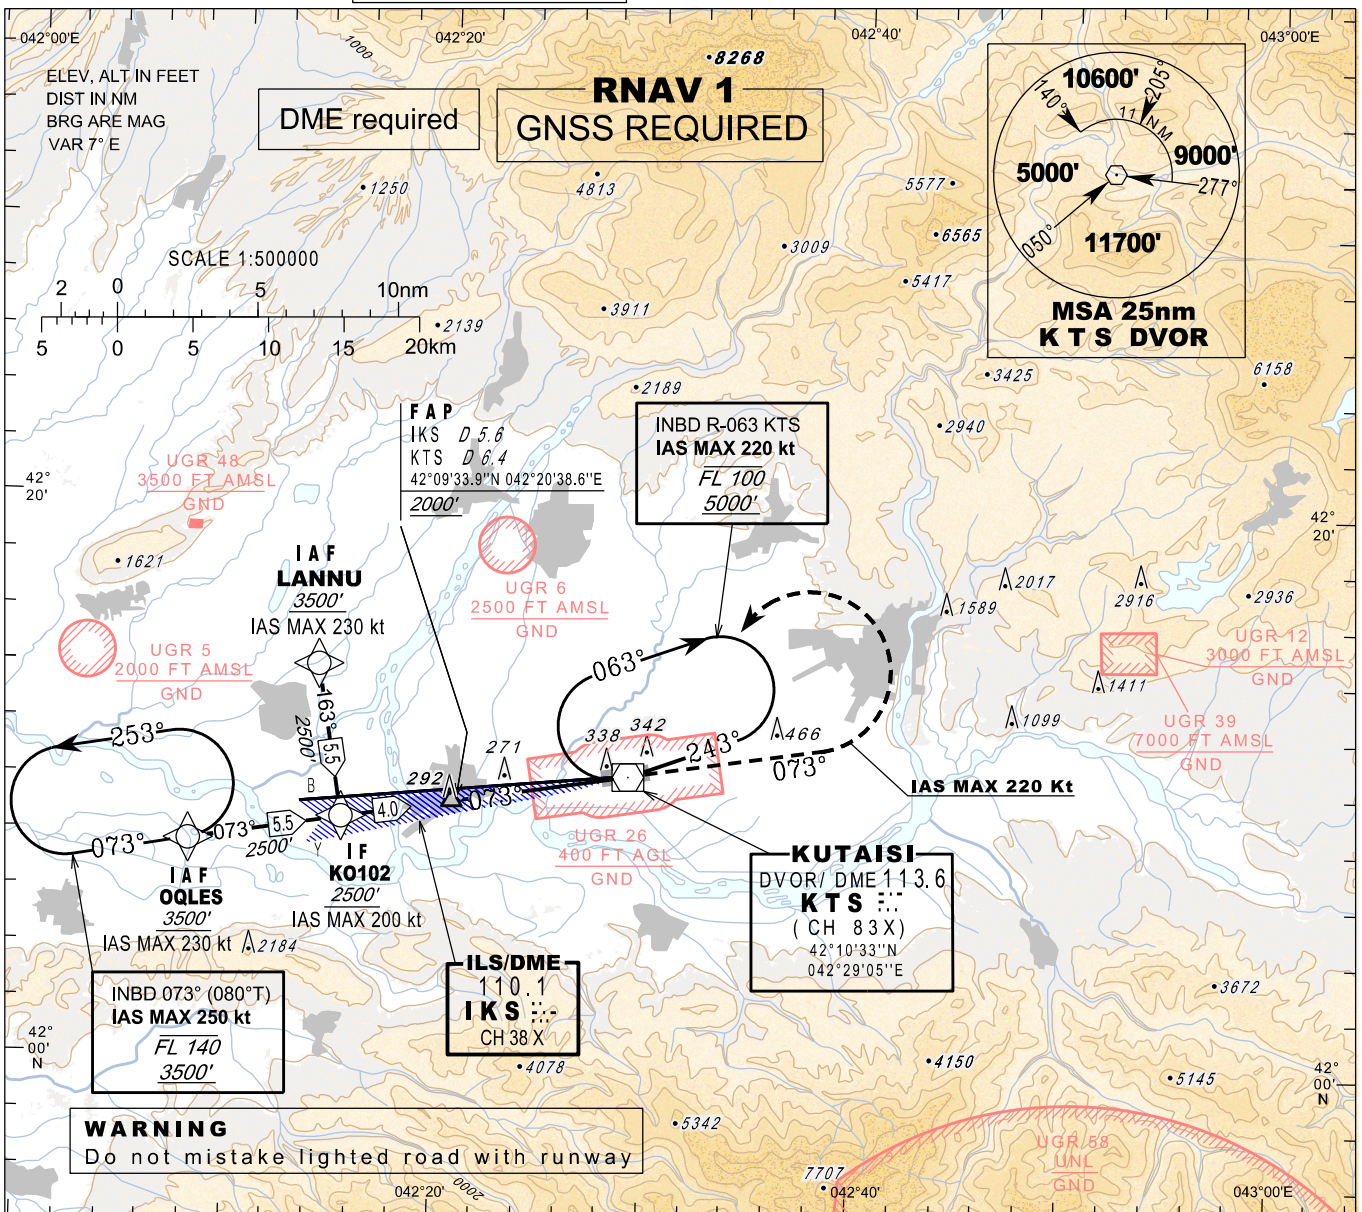 042°00'E
042°20'
042°40'
043°00'E
1000
8268
ELEV, ALT IN FEET
DIST IN NM
BRG ARE MAG
VAR 7° E
DME required
RNAV 1
GNSS REQUIRED
10600'
140°
205°
11 NM
5000'
9000'
277°
050°
11700'
MSA 25nm
KTS DVOR
1250
4813
5577
6565
3009
5417
SCALE 1:500000
2 0 5 10nm
5 0 5 10 15 20km
2139
3911
2189
3425
6158
2940
FAP
IKS D 5.6
KTS D 6.4
42°09'33.9"N 042°20'38.6"E
2000'
INBD R-063 KTS
IAS MAX 220 kt
FL 100
5000'
UGR 48
3500 FT AMSL
GND
42°
20'
42°
20'
1621
IAF
LANNU
3500'
IAS MAX 230 kt
UGR 6
2500 FT AMSL
GND
2017
1589
2916
2936
UGR 5
2000 FT AMSL
GND
UGR 12
3000 FT AMSL
GND
1411
1099
UGR 39
7000 FT AMSL
GND
063°
163°
5.5
2500'
253°
271
338
342
466
243°
073°
IAS MAX 220 Kt
292
B
073°
4.0
073°
073°
5.5
2500'
Y
IAF
OQLES
3500'
IAS MAX 230 kt
IF
KO102
2500'
IAS MAX 200 kt
2184
UGR 26
400 FT AGL
GND
KUTAISI
DVOR/ DME 113.6
KTS
(CH 83X)
42°10'33''N
042°29'05''E
ILS/DME
110.1
IKS
CH 38 X
INBD 073° (080°T)
IAS MAX 250 kt
FL 140
3500'
42°
00'
N
42°
00'
N
3672
4078
4150
5145
5342
7707
UGR 58
UNL
GND
WARNING
Do not mistake lighted road with runway
042°20'
2000
042°40'
043°00'E